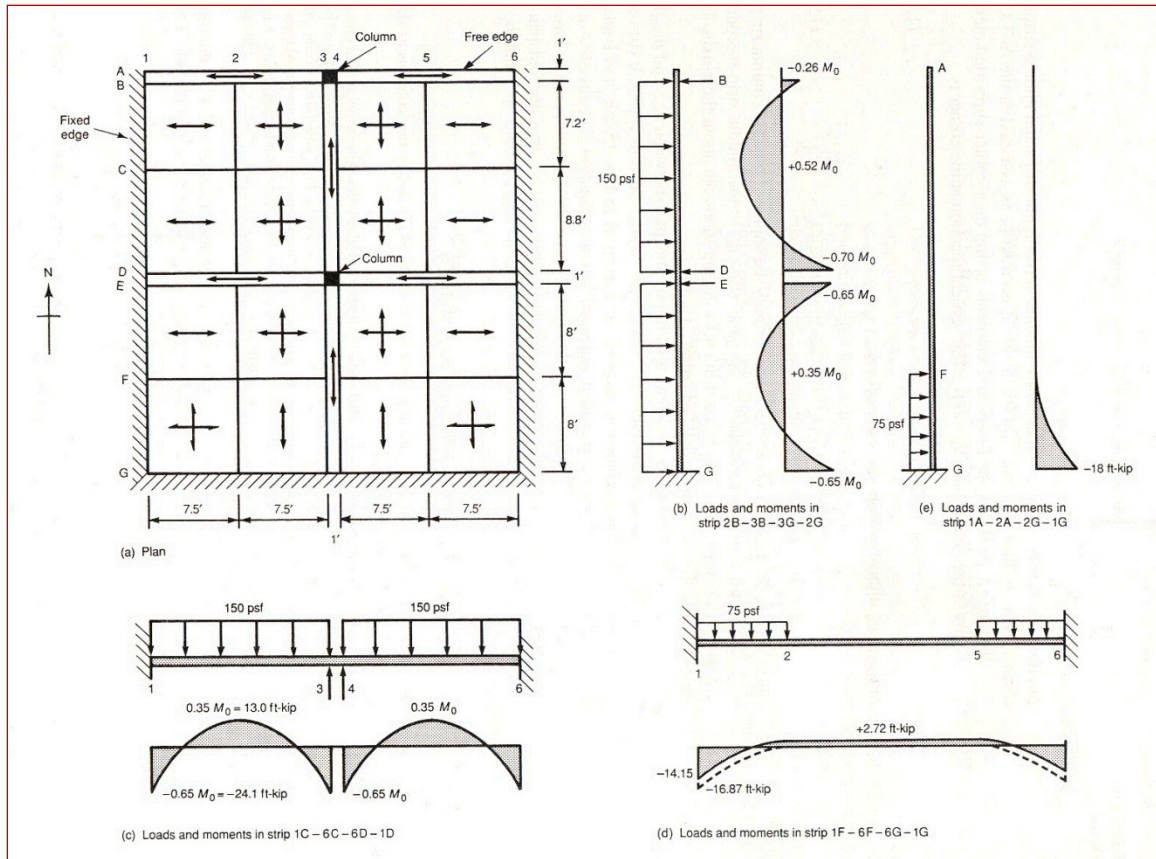 Column
Free edge
1 2 3 4 5 6
1'
A
B
Fixed edge
7.2'
C
8.8'
N
Column
D
1'
E
8'
F
8'
G
7.5' 7.5' 7.5' 7.5'
1'
(a) Plan
−0.26 M0
B
+0.52 M0
150 psf
−0.70 M0
D
E
−0.65 M0
+0.35 M0
G
−0.65 M0
(b) Loads and moments in
strip 2B−3B−3G−2G
A
F
75 psf
G
−18 ft-kip
(e) Loads and moments in
strip 1A−2A−2G−1G
150 psf 150 psf
1 3 4 6
0.35 M0 = 13.0 ft-kip 0.35 M0
−0.65 M0 = −24.1 ft-kip −0.65 M0
(c) Loads and moments in strip 1C−6C−6D−1D
75 psf
1 2 5 6
+2.72 ft-kip
−14.15
−16.87 ft-kip
(d) Loads and moments in strip 1F−6F−6G−1G